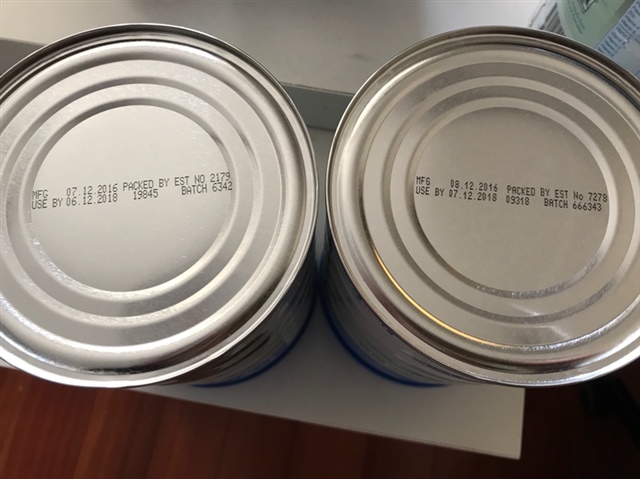 MFG 07.12.2016 PACKED BY EST NO 2179
USE BY 06.12.2018 19845 BATCH 6342
MFG 08.12.2016 PACKED BY EST No 7278
USE BY 07.12.2018 09318 BATCH 666343